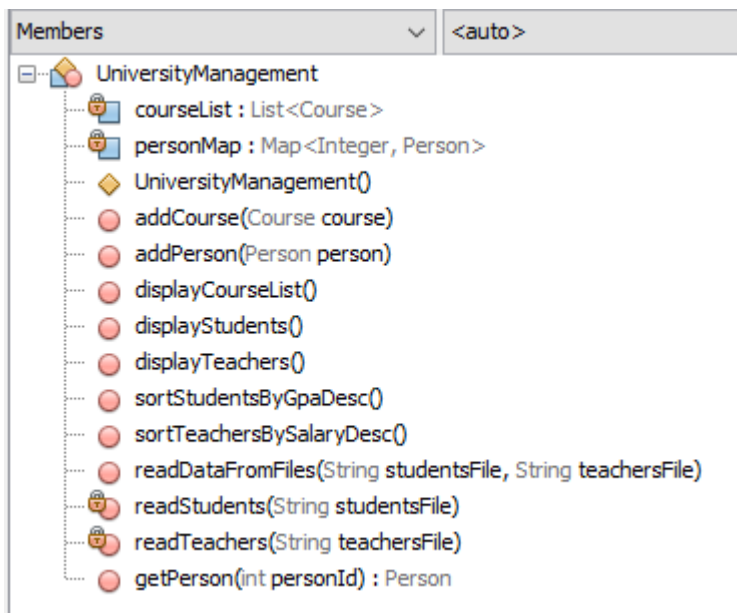 Members <auto>
UniversityManagement
courseList : List<Course>
personMap : Map<Integer, Person>
UniversityManagement()
addCourse(Course course)
addPerson(Person person)
displayCourseList()
displayStudents()
displayTeachers()
sortStudentsByGpaDesc()
sortTeachersBySalaryDesc()
readDataFromFiles(String studentsFile, String teachersFile)
readStudents(String studentsFile)
readTeachers(String teachersFile)
getPerson(int personId) : Person